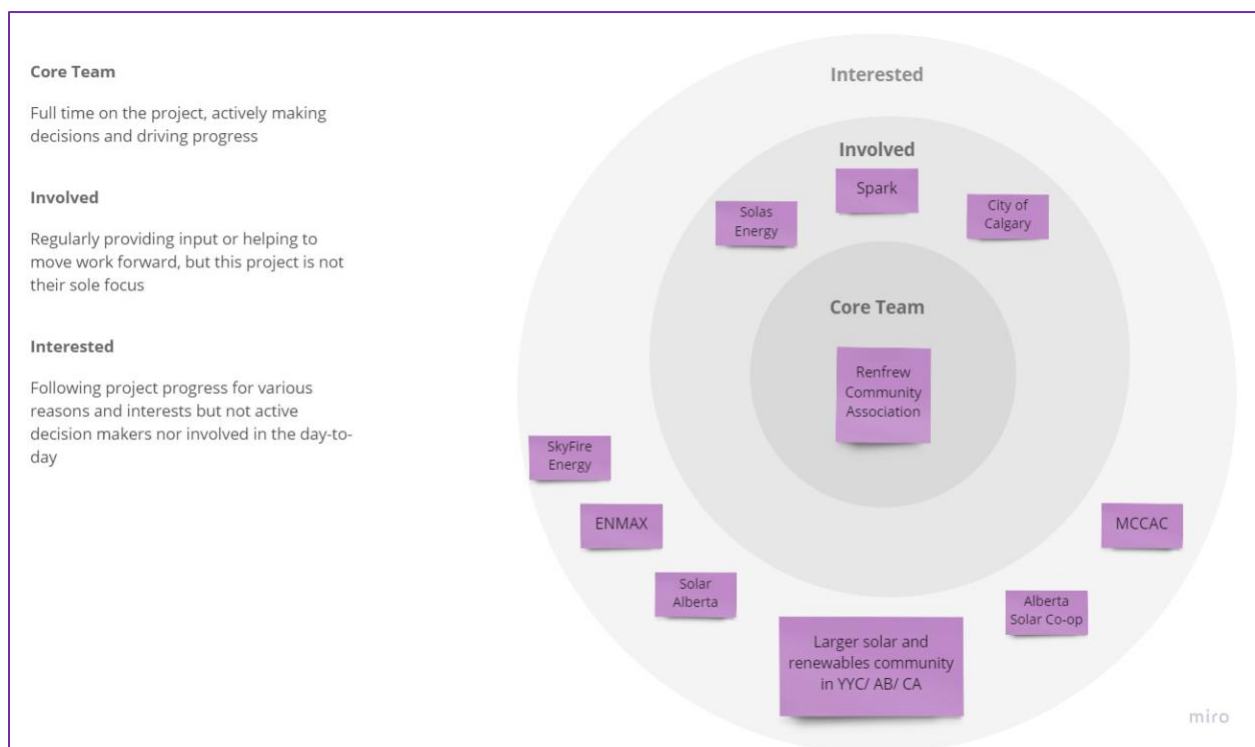 Core Team
Full time on the project, actively making
decisions and driving progress
Involved
Regularly providing input or helping to
move work forward, but this project is not
their sole focus
Interested
Following project progress for various
reasons and interests but not active
decision makers nor involved in the day-to-
day
Interested
Involved
Spark
Solas
Energy
City of
Calgary
Core Team
Renfrew
Community
Association
SkyFire
Energy
ENMAX
MCCAC
Solar
Alberta
Alberta
Solar Co-op
Larger solar and
renewables community
in YYC/ AB/ CA
miro